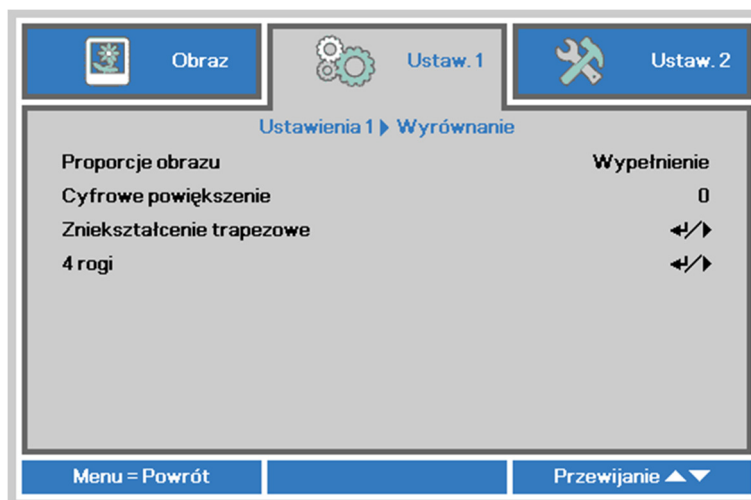 Obraz
Ustaw. 1
Ustaw. 2
Ustawienia 1 ▶ Wyrównanie
Proporcje obrazu Wypełnienie
Cyfrowe powiększenie 0
Zniekształcenie trapezowe ↵/▶
4 rogi ↵/▶
Menu = Powrót
Przewijanie ▲▼